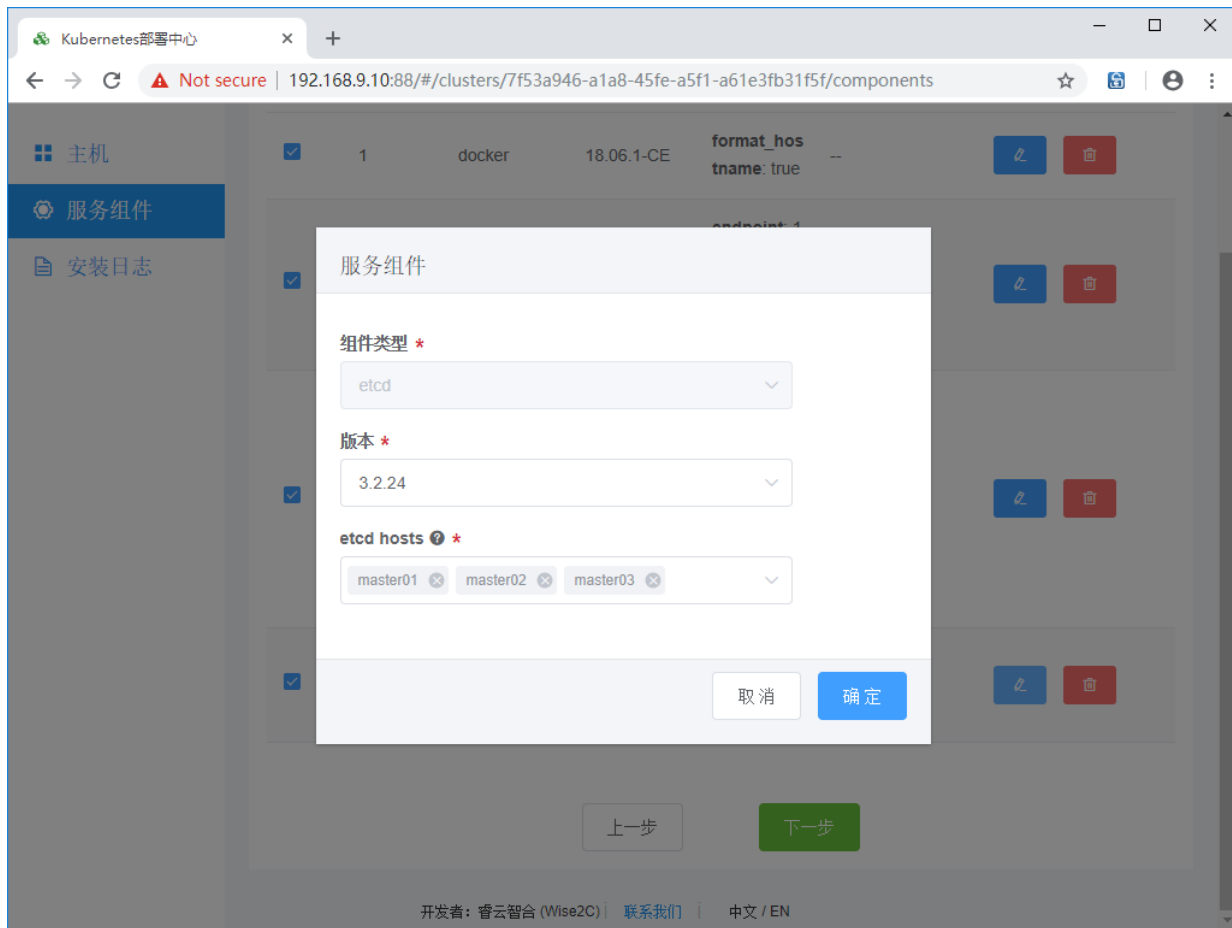 Kubernetes部署中心
Not secure
192.168.9.10:88/#/clusters/7f53a946-a1a8-45fe-a5f1-a61e3fb31f5f/components
主机
服务组件
安装日志
1 docker 18.06.1-CE format_hos --
tname: true
endpoint: 1
服务组件
组件类型 *
etcd
版本 *
3.2.24
etcd hosts *
master01 master02 master03
取消 确定
上一步 下一步
开发者：睿云智合 (Wise2C) | 联系我们 | 中文 / EN